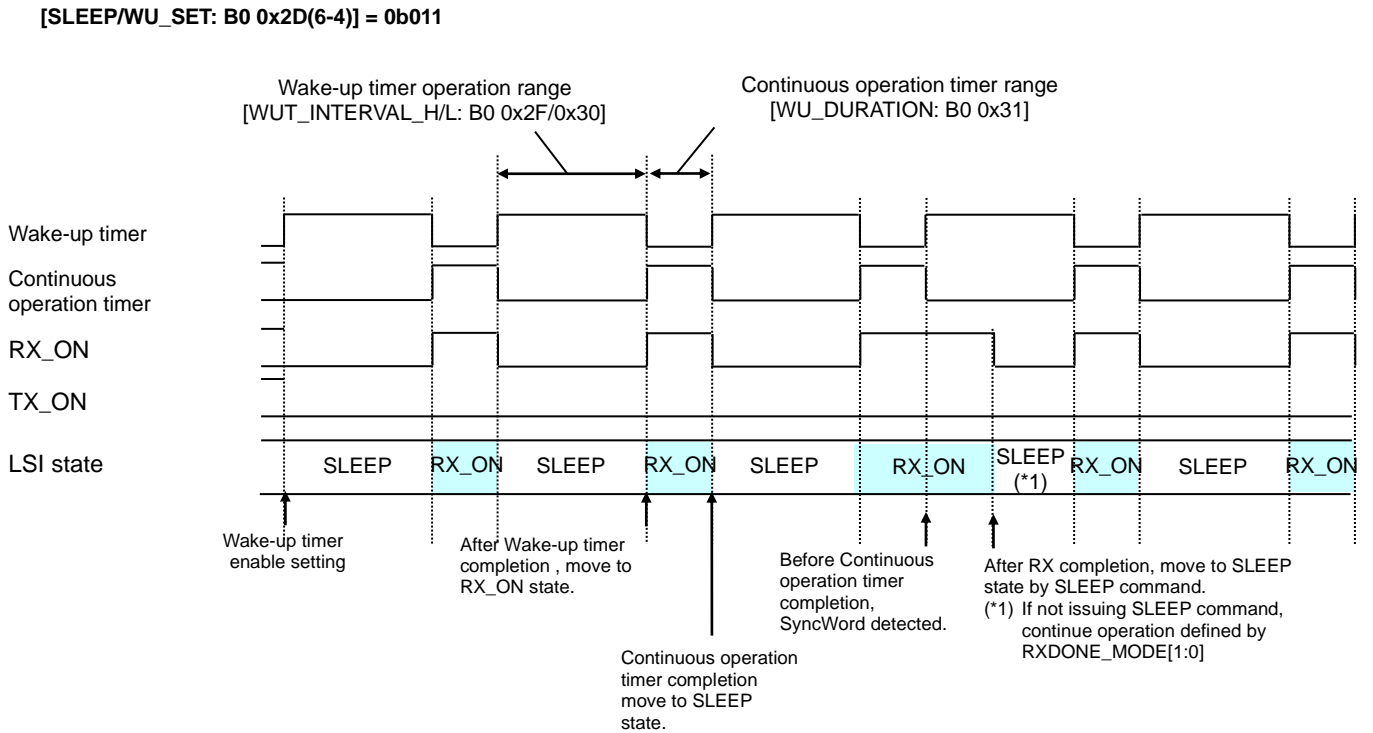 [SLEEP/WU_SET: B0 0x2D(6-4)] = 0b011
Wake-up timer operation range
[WUT_INTERVAL_H/L: B0 0x2F/0x30]
Continuous operation timer range
[WU_DURATION: B0 0x31]
Wake-up timer
Continuous
operation timer
RX_ON
TX_ON
LSI state
SLEEP
RX_ON
SLEEP
RX_ON
SLEEP
RX_ON
SLEEP
(*1)
RX_ON
SLEEP
RX_ON
Wake-up timer
enable setting
After Wake-up timer
completion , move to
RX_ON state.
Continuous operation
timer completion
move to SLEEP
state.
Before Continuous
operation timer
completion,
SyncWord detected.
After RX completion, move to SLEEP
state by SLEEP command.
(*1) If not issuing SLEEP command,
continue operation defined by
RXDONE_MODE[1:0]